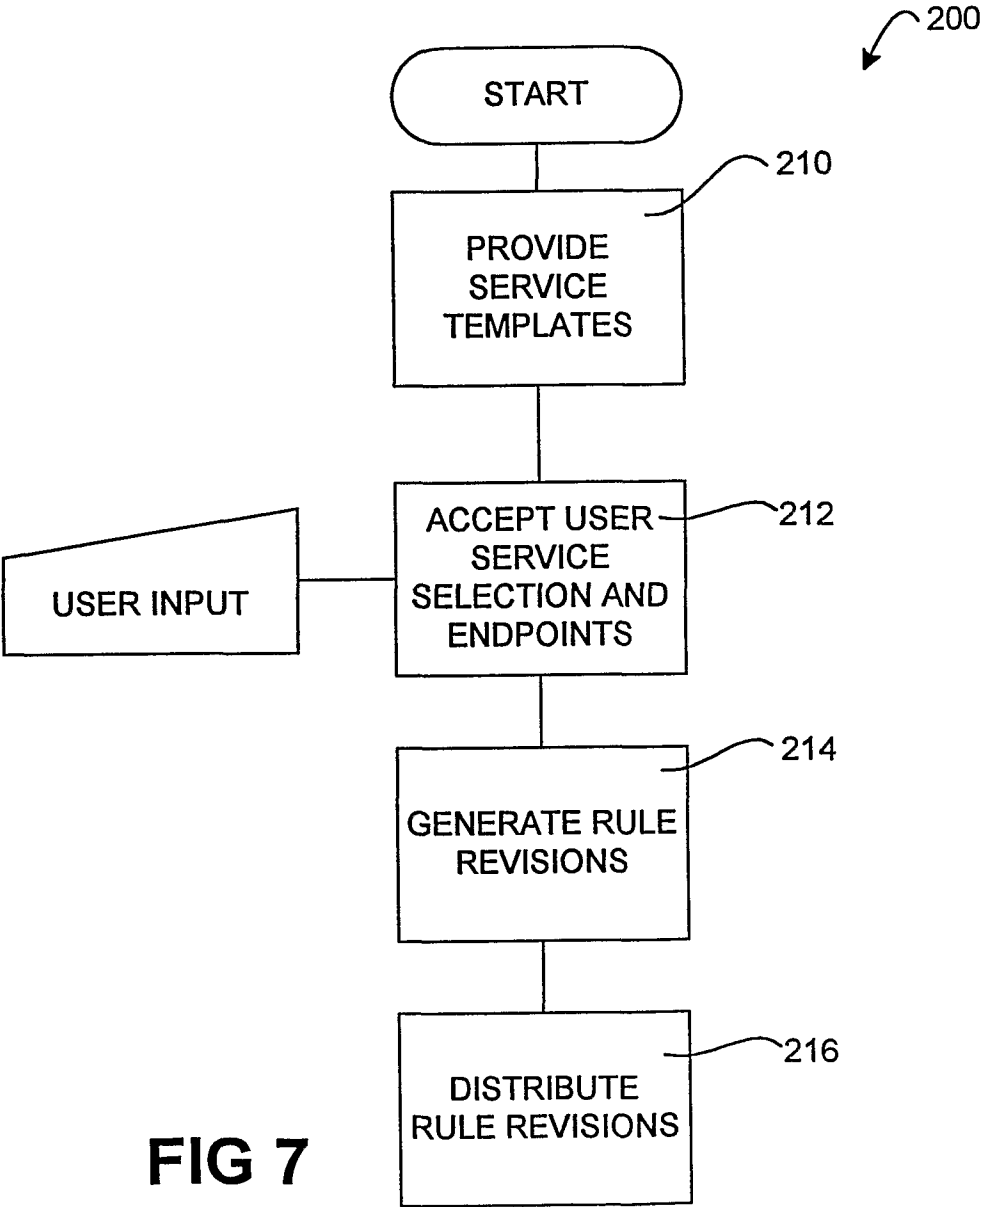 200
START
210
PROVIDE
SERVICE
TEMPLATES
ACCEPT USER
SERVICE
SELECTION AND
ENDPOINTS
212
USER INPUT
214
GENERATE RULE
REVISIONS
216
DISTRIBUTE
RULE REVISIONS
FIG 7